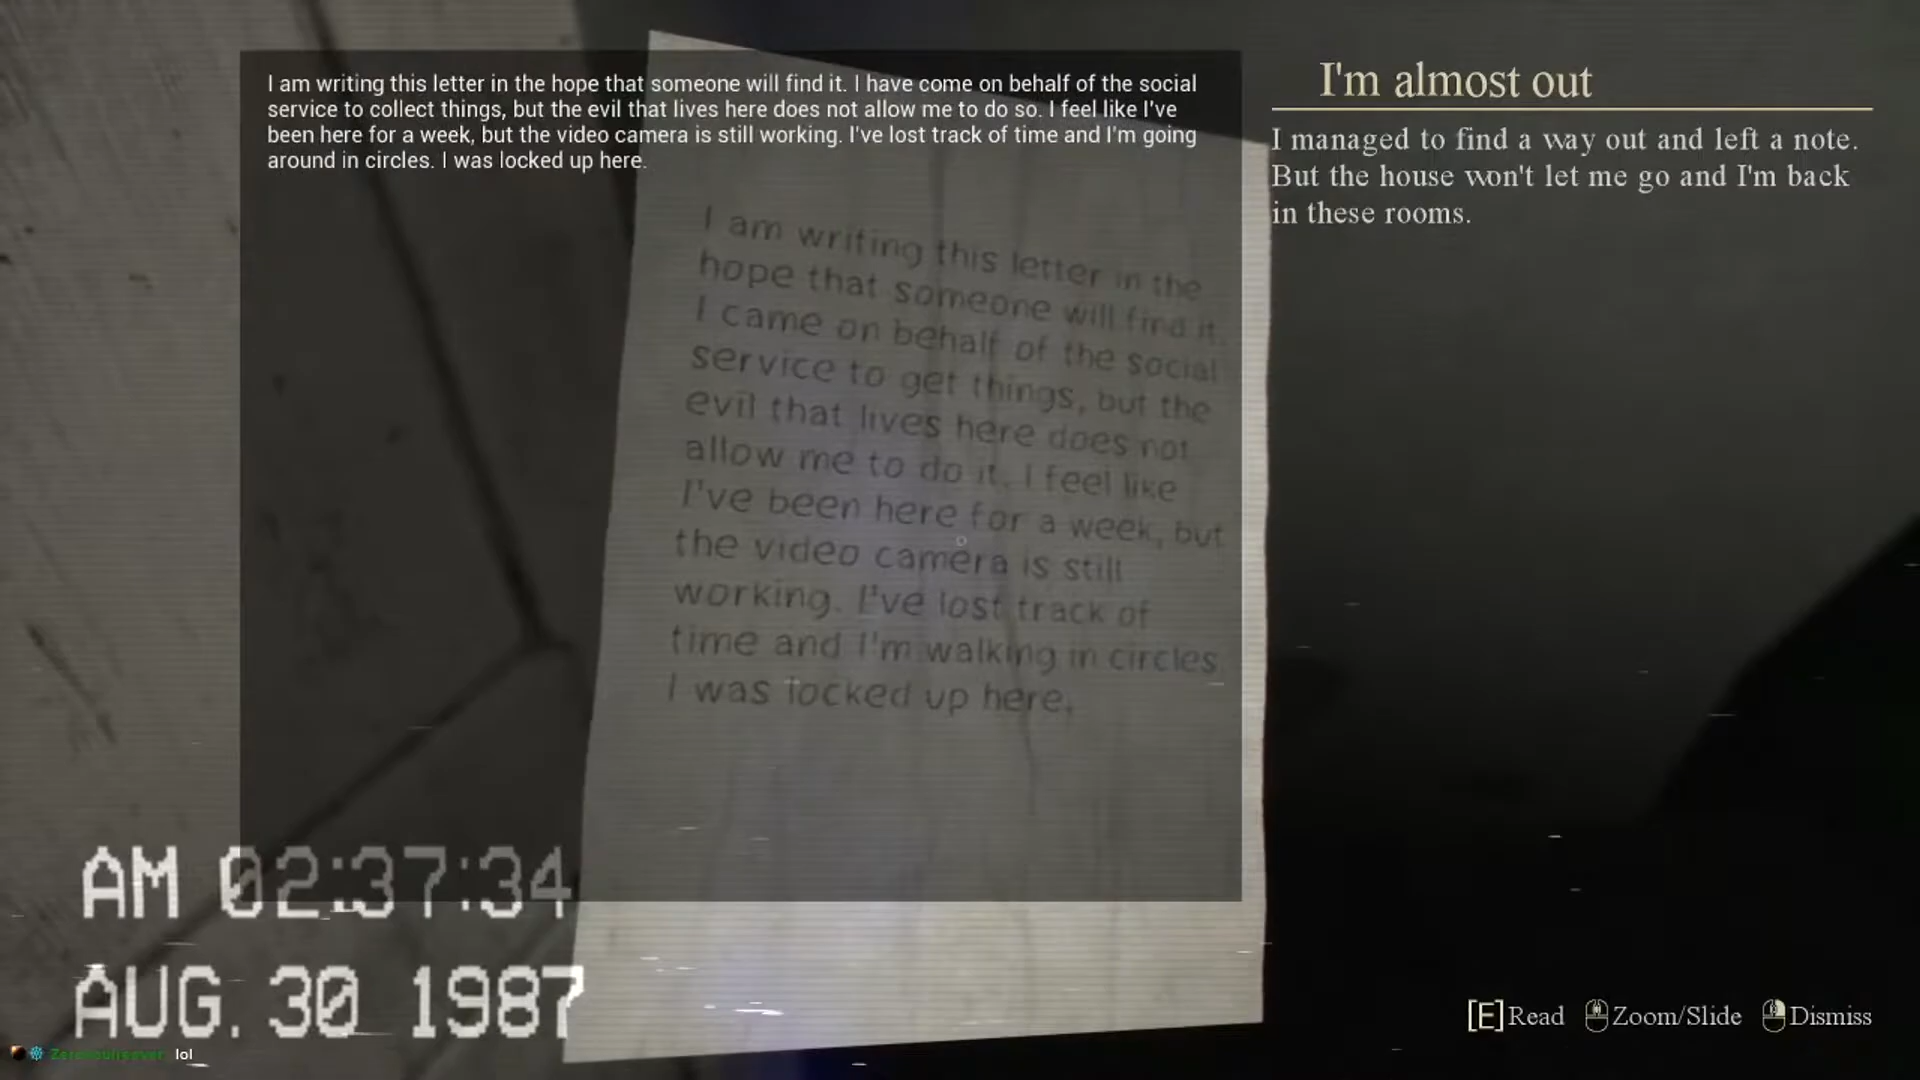 I am writing this letter in the hope that someone will find it. I have come on behalf of the social
service to collect things, but the evil that lives here does not allow me to do so. I feel like I've
been here for a week, but the video camera is still working. I've lost track of time and I'm going
around in circles. I was locked up here.
I'm almost out
I managed to find a way out and left a note.
But the house won't let me go and I'm back
in these rooms.
I am writing this letter in the
hope that someone will find it.
I came on behalf of the social
service to get things, but the
evil that lives here does not
allow me to do it. I feel like
I've been here for a week, but
the video camera is still
working. I've lost track of
time and I'm walking in circles
I was locked up here.
AM 02:37:34
AUG. 30 1987
lol
[E]Read Zoom/Slide Dismiss